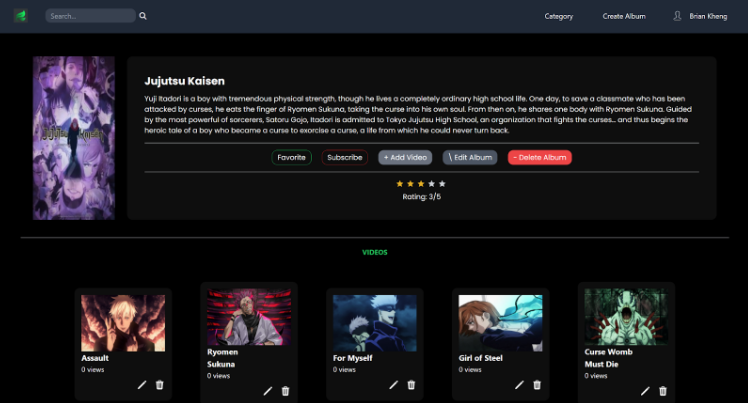 Search...
Category
Create Album
Brian Kheng
Jujutsu Kaisen
Yuji Itadori is a boy with tremendous physical strength, though he lives a completely ordinary high school life. One day, to save a classmate who has been
attacked by curses, he eats the finger of Ryomen Sukuna, taking the curse into his own soul. From then on, he shares one body with Ryomen Sukuna. Guided
by the most powerful of sorcerers, Satoru Gojo, Itadori is admitted to Tokyo Jujutsu High School, an organization that fights the curses... and thus begins the
heroic tale of a boy who became a curse to exorcise a curse, a life from which he could never turn back.
Jujutsu Kaisen
Favorite
Subscribe
+ Add Video
\ Edit Album
- Delete Album
Rating: 3/5
VIDEOS
Assault
0 views
Ryomen
Sukuna
0 views
For Myself
0 views
Girl of Steel
0 views
Curse Womb
Must Die
0 views